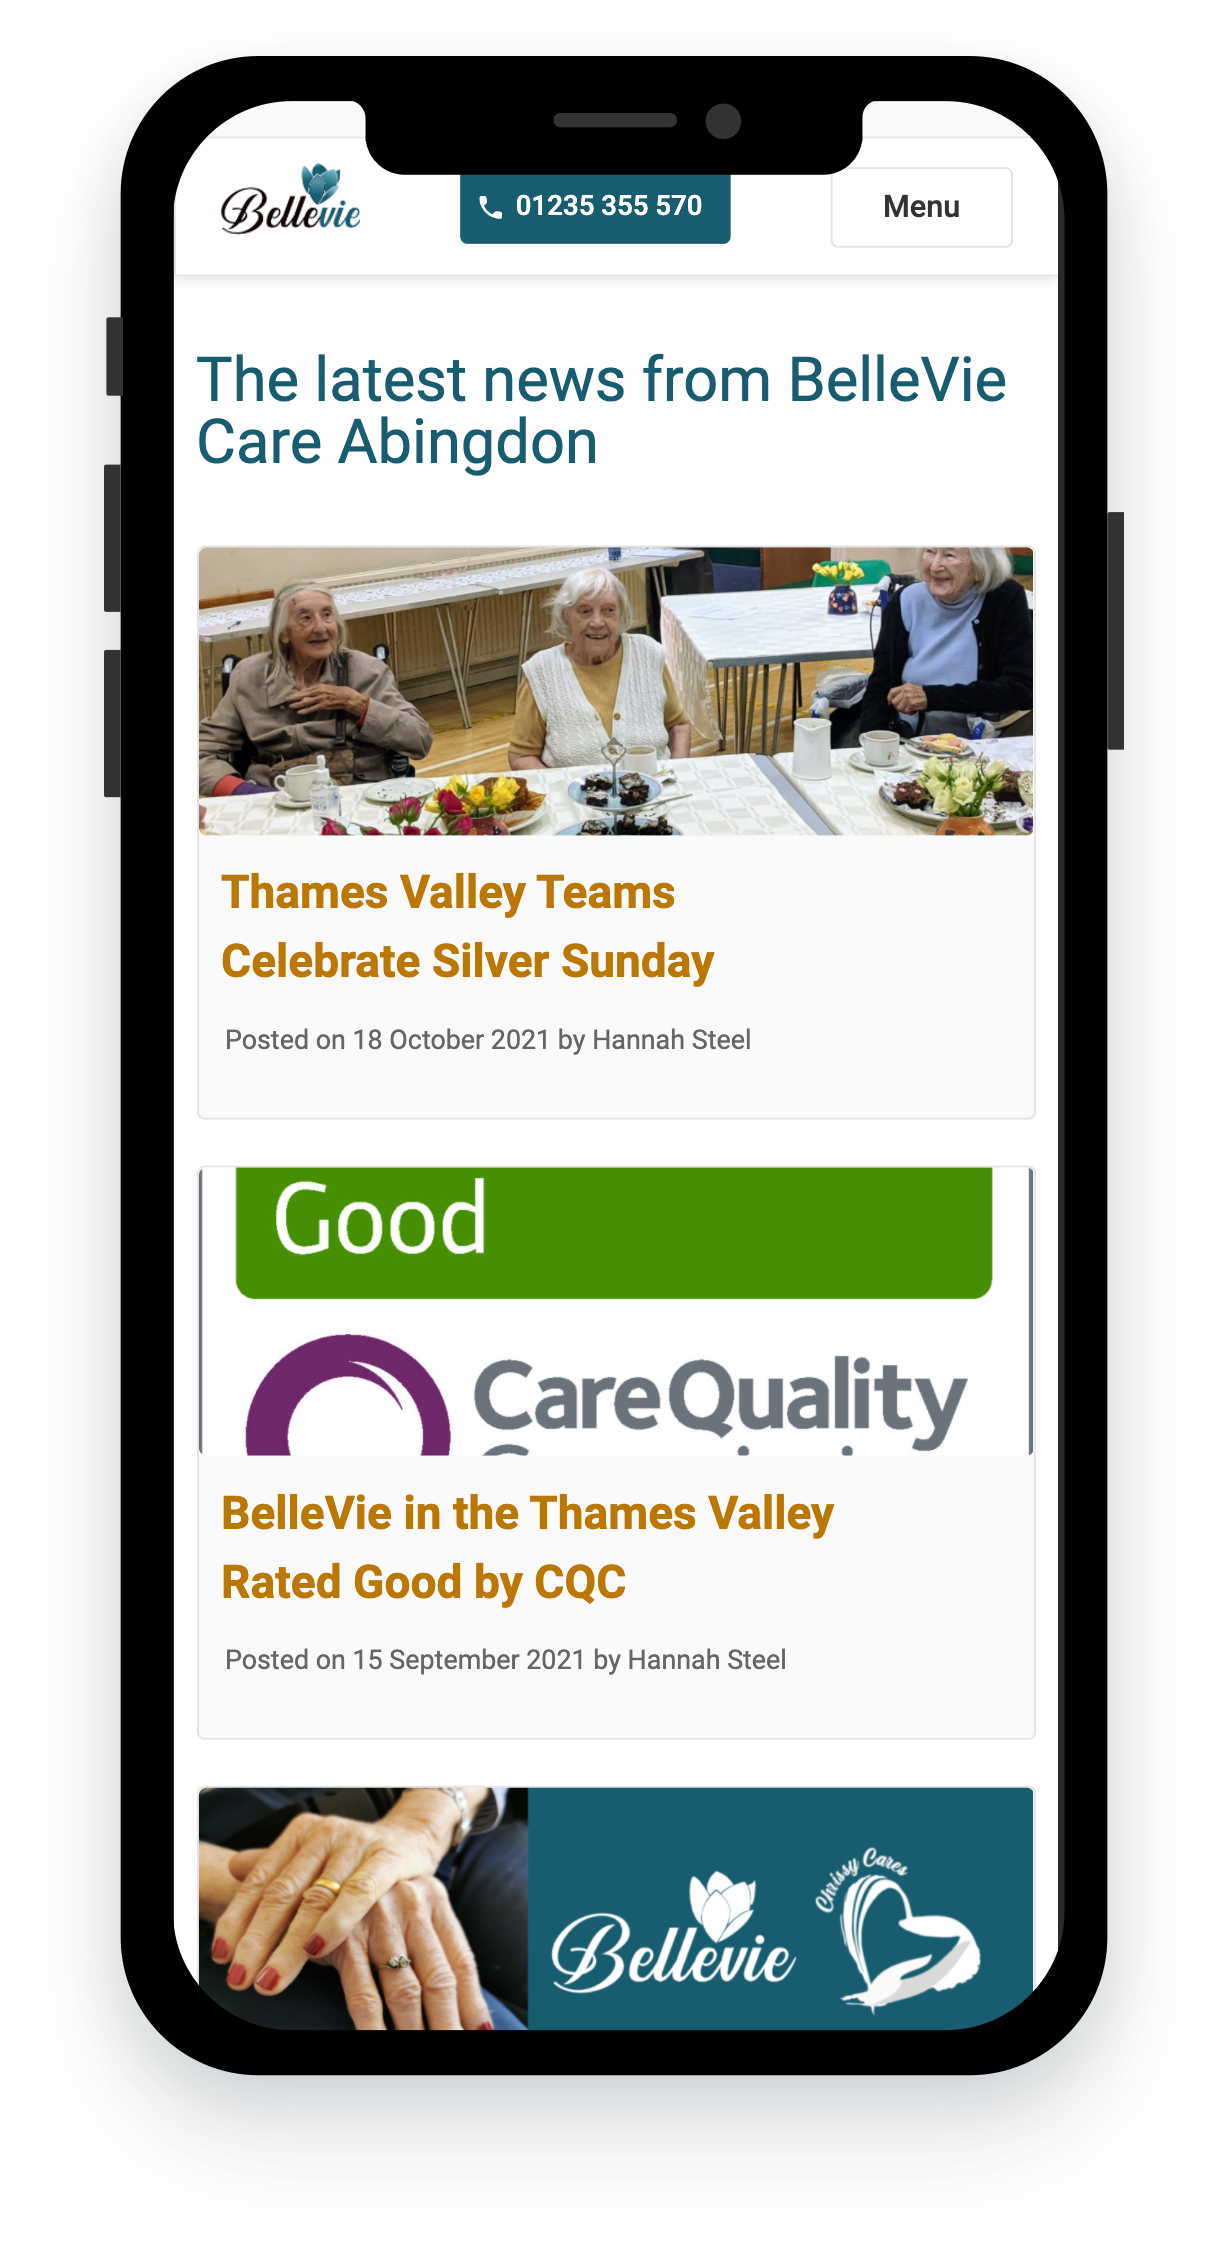 Bellevie
01235 355 570
Menu
The latest news from BelleVie
Care Abingdon
Thames Valley Teams
Celebrate Silver Sunday
Posted on 18 October 2021 by Hannah Steel
Good
CareQuality
BelleVie in the Thames Valley
Rated Good by CQC
Posted on 15 September 2021 by Hannah Steel
Bellevie
Chrissy Cares